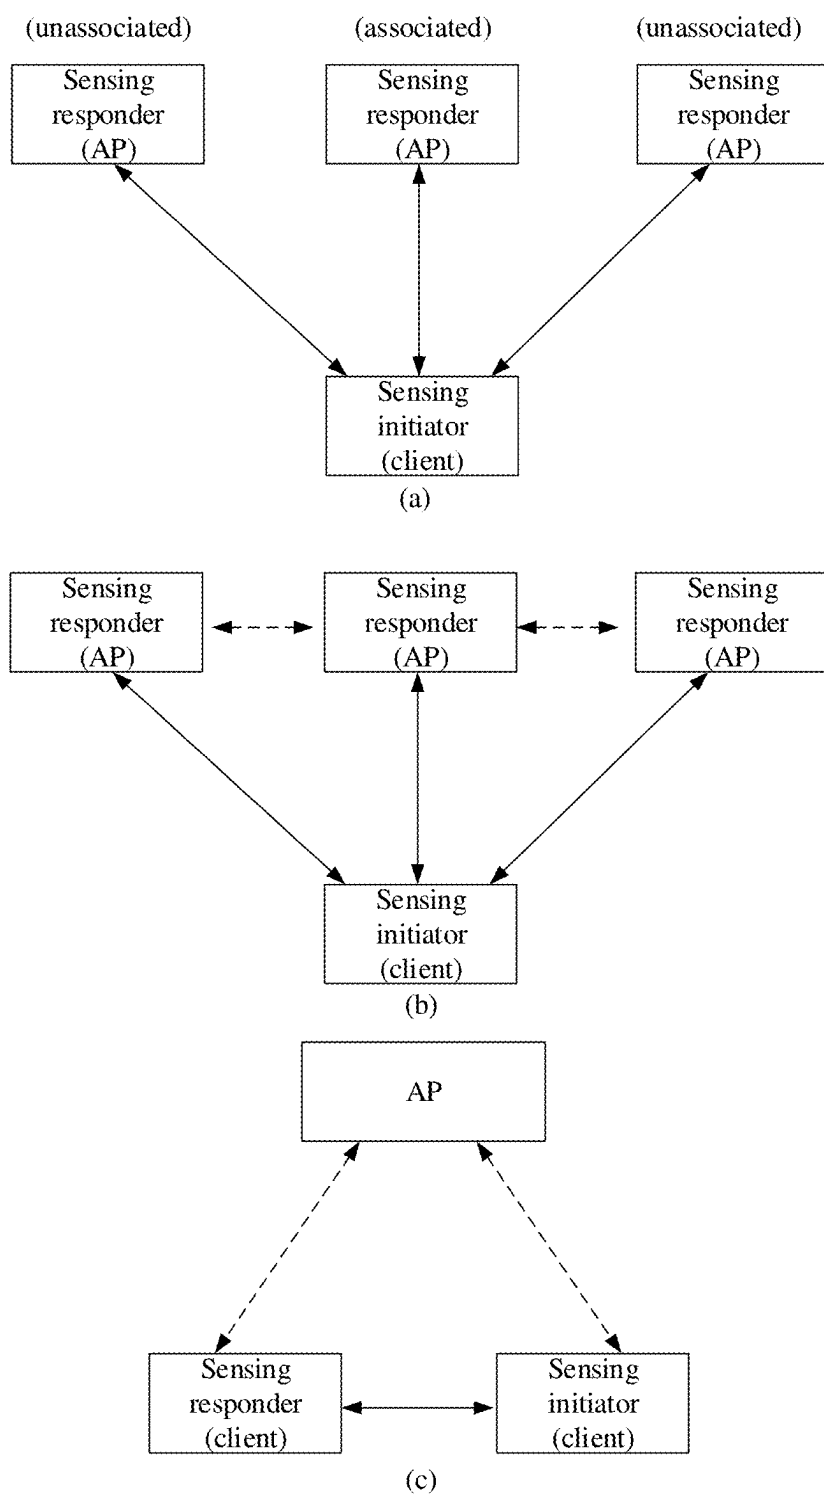 (unassociated) (associated) (unassociated)
Sensing
responder
(AP)
Sensing
responder
(AP)
Sensing
responder
(AP)
Sensing
initiator
(client)
(a)
Sensing
responder
(AP)
Sensing
responder
(AP)
Sensing
responder
(AP)
Sensing
initiator
(client)
(b)
AP
Sensing
responder
(client)
Sensing
initiator
(client)
(c)